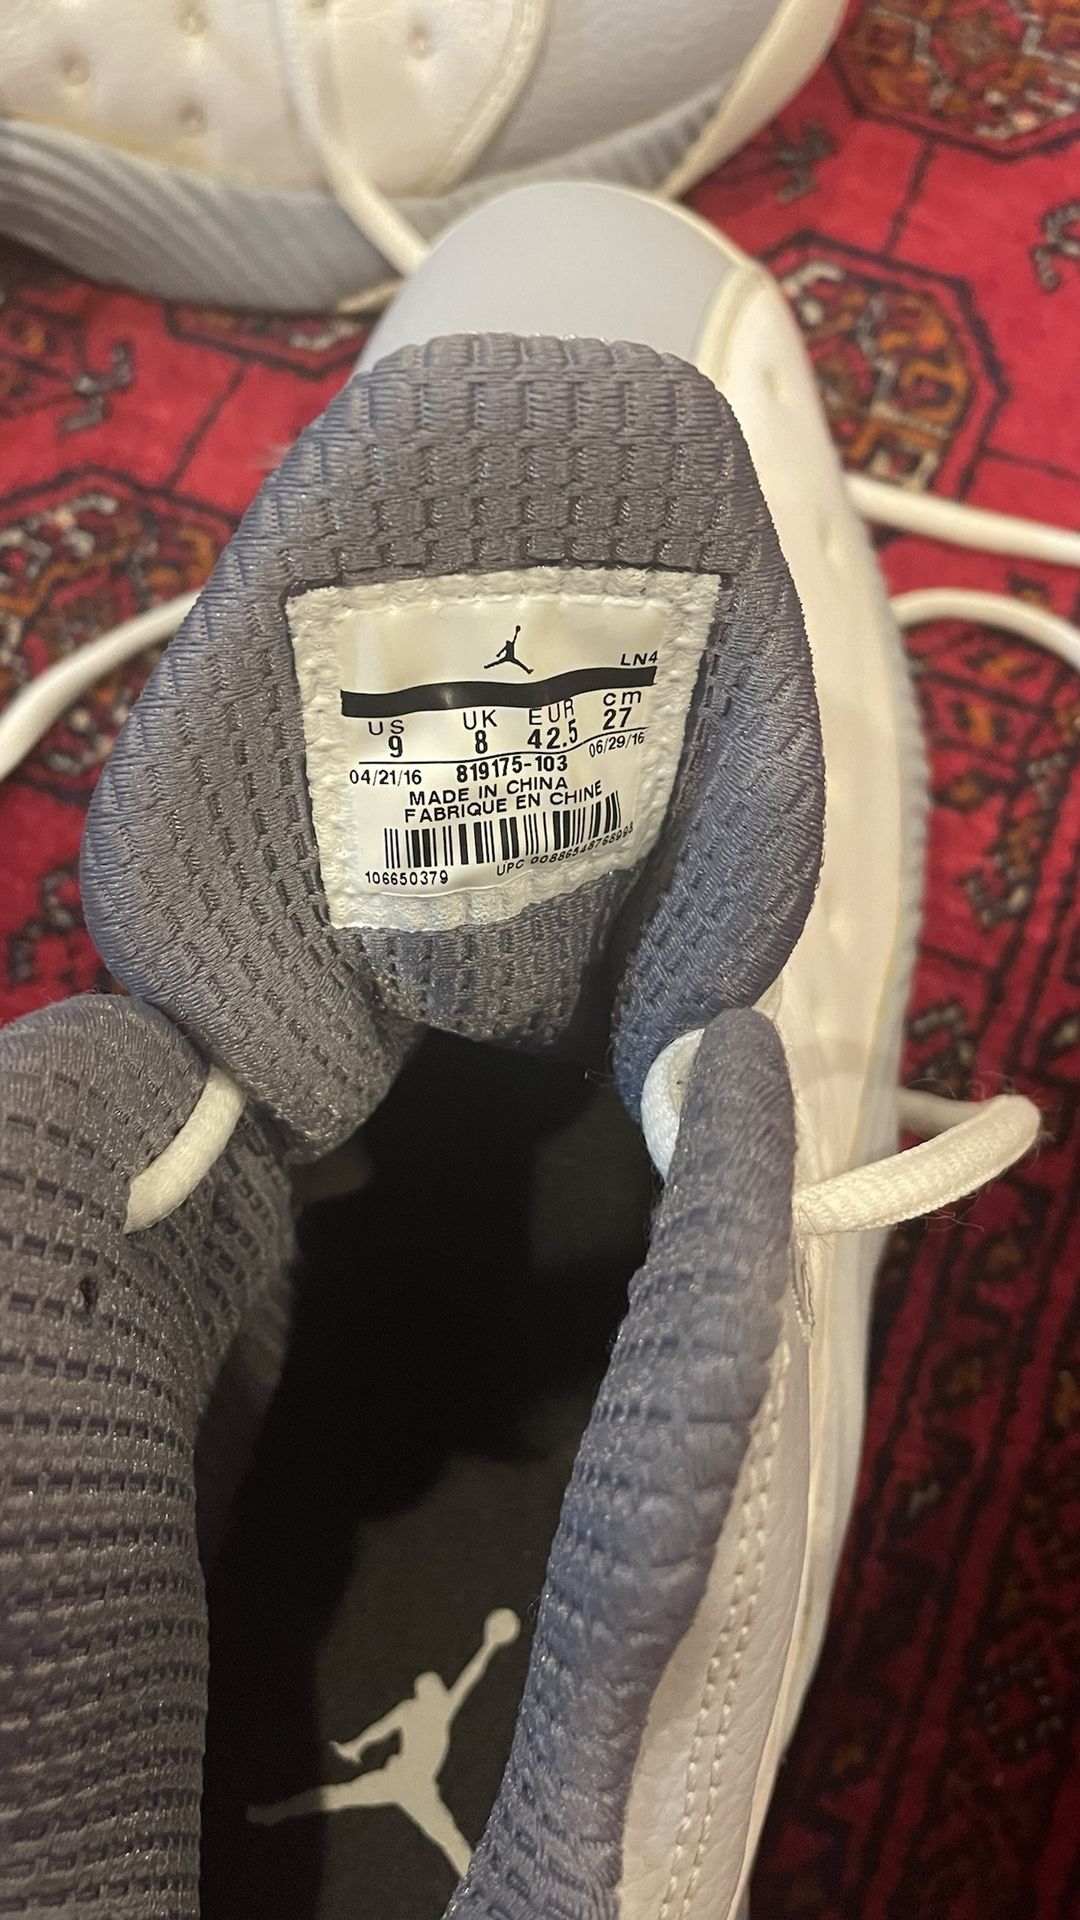 LN4
US UK EUR cm
9 8 42.5 27
04/21/16 819175-103 06/29/16
MADE IN CHINA
FABRIQUE EN CHINE
106650379 UPC